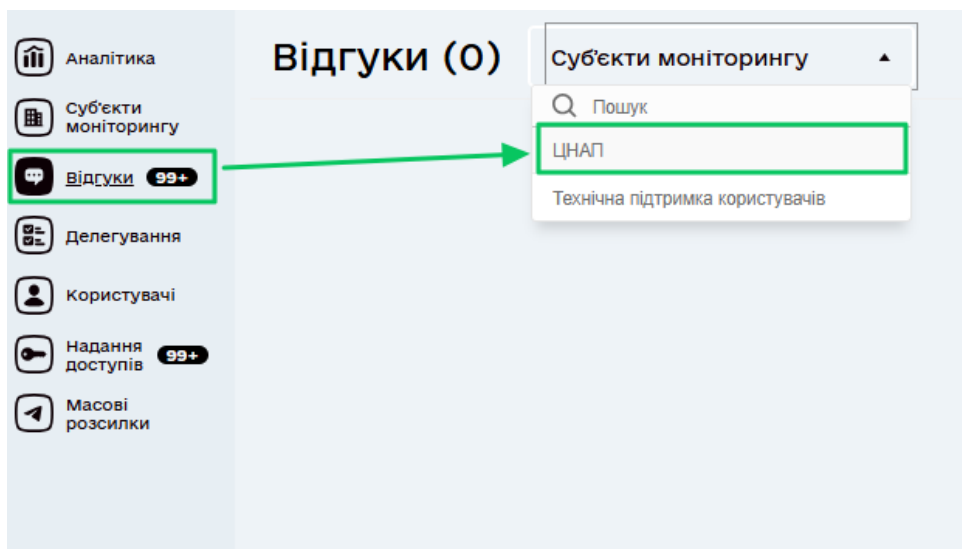 Аналітика
Суб'єкти
моніторингу
Відгуки 99+
Делегування
Користувачі
Надання
доступів 99+
Масові
розсилки
Відгуки (0)
Суб'єкти моніторингу
Пошук
ЦНАП
Технічна підтримка користувачів